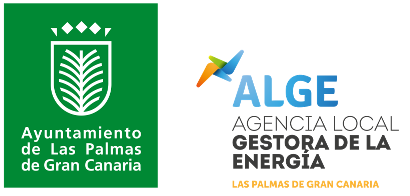 Ayuntamiento
de Las Palmas
de Gran Canaria
ALGE
AGENCIA LOCAL
GESTORA DE LA
ENERGÍA
LAS PALMAS DE GRAN CANARIA